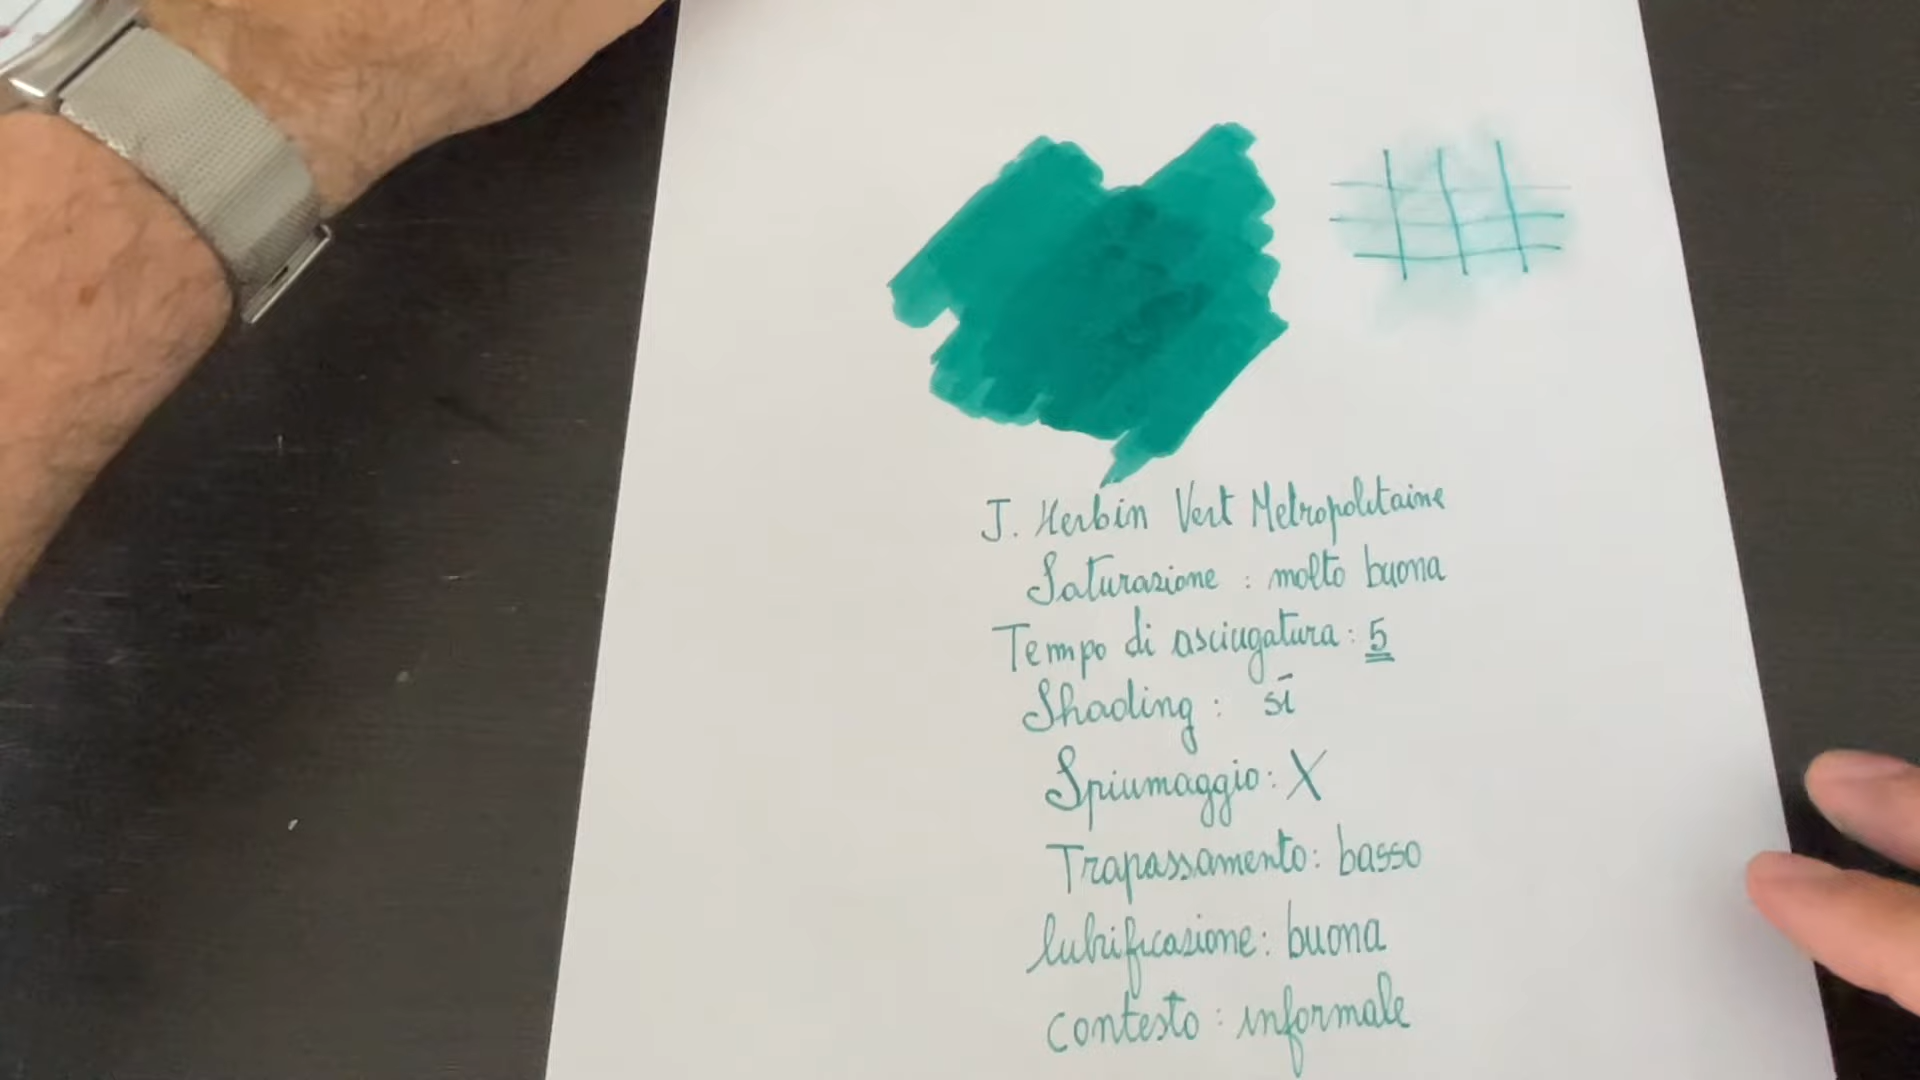 J. Herbin Vert Metropolitaine
Saturazione : molto buona
Tempo di asciugatura : 5
Shading : sí
Spiumaggio : X
Trapassamento : basso
lubrificazione : buona
contesto : informale